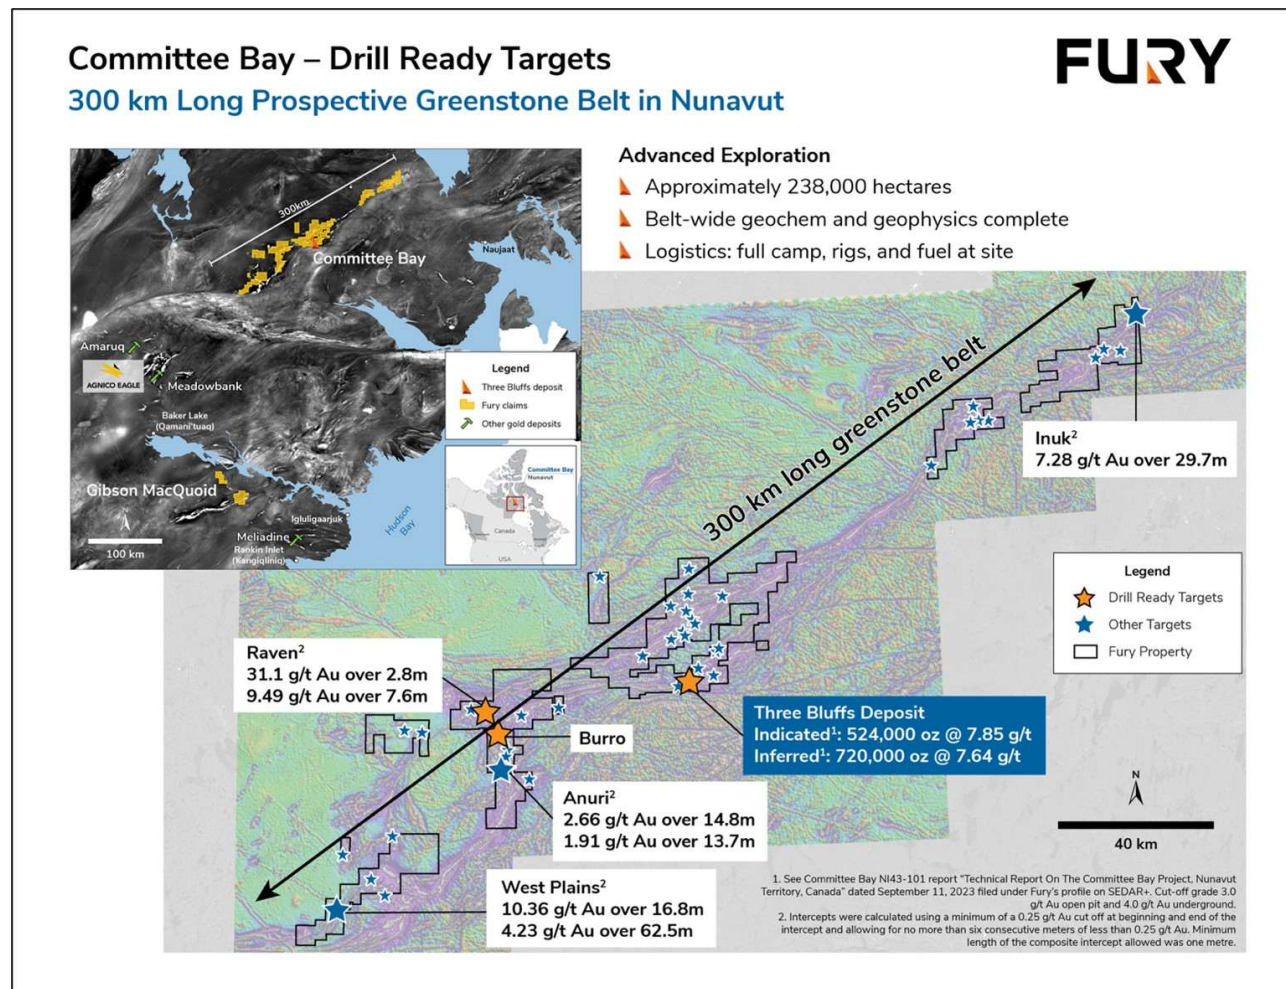 Committee Bay – Drill Ready Targets
300 km Long Prospective Greenstone Belt in Nunavut
FURY
Advanced Exploration
Approximately 238,000 hectares
Belt-wide geochem and geophysics complete
Logistics: full camp, rigs, and fuel at site
300km
Committee Bay
Naujaat
Amaruq
AGNICO EAGLE
Meadowbank
Baker Lake
(Qamani'tuaq)
Gibson MacQuoid
Igluligaarjuk
Meliadine
Rankin Inlet
(Kangiqliniq)
Hudson
Bay
N
100 km
Legend
Three Bluffs deposit
Fury claims
Other gold deposits
Committee Bay
Nunavut
Canada
USA
300 km long greenstone belt
Inuk²
7.28 g/t Au over 29.7m
Legend
Drill Ready Targets
Other Targets
Fury Property
Raven²
31.1 g/t Au over 2.8m
9.49 g/t Au over 7.6m
Burro
Three Bluffs Deposit
Indicated¹: 524,000 oz @ 7.85 g/t
Inferred¹: 720,000 oz @ 7.64 g/t
Anuri²
2.66 g/t Au over 14.8m
1.91 g/t Au over 13.7m
West Plains²
10.36 g/t Au over 16.8m
4.23 g/t Au over 62.5m
N
40 km
1. See Committee Bay NI43-101 report "Technical Report On The Committee Bay Project, Nunavut
Territory, Canada" dated September 11, 2023 filed under Fury's profile on SEDAR+. Cut-off grade 3.0
g/t Au open pit and 4.0 g/t Au underground.
2. Intercepts were calculated using a minimum of a 0.25 g/t Au cut off at beginning and end of the
intercept and allowing for no more than six consecutive meters of less than 0.25 g/t Au. Minimum
length of the composite intercept allowed was one metre.